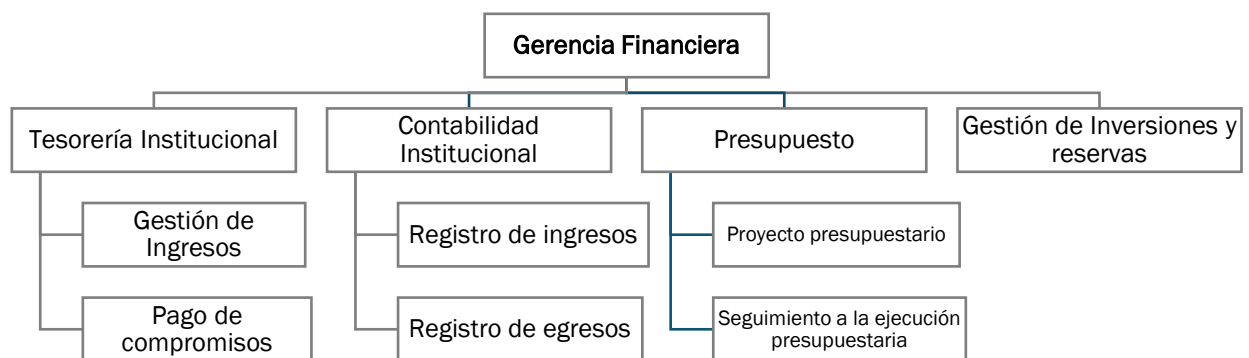 Gerencia Financiera
Tesorería Institucional
Contabilidad
Institucional
Presupuesto
Gestión de Inversiones y
reservas
Gestión de
Ingresos
Registro de ingresos
Proyecto presupuestario
Pago de
compromisos
Registro de egresos
Seguimiento a la ejecución
presupuestaria